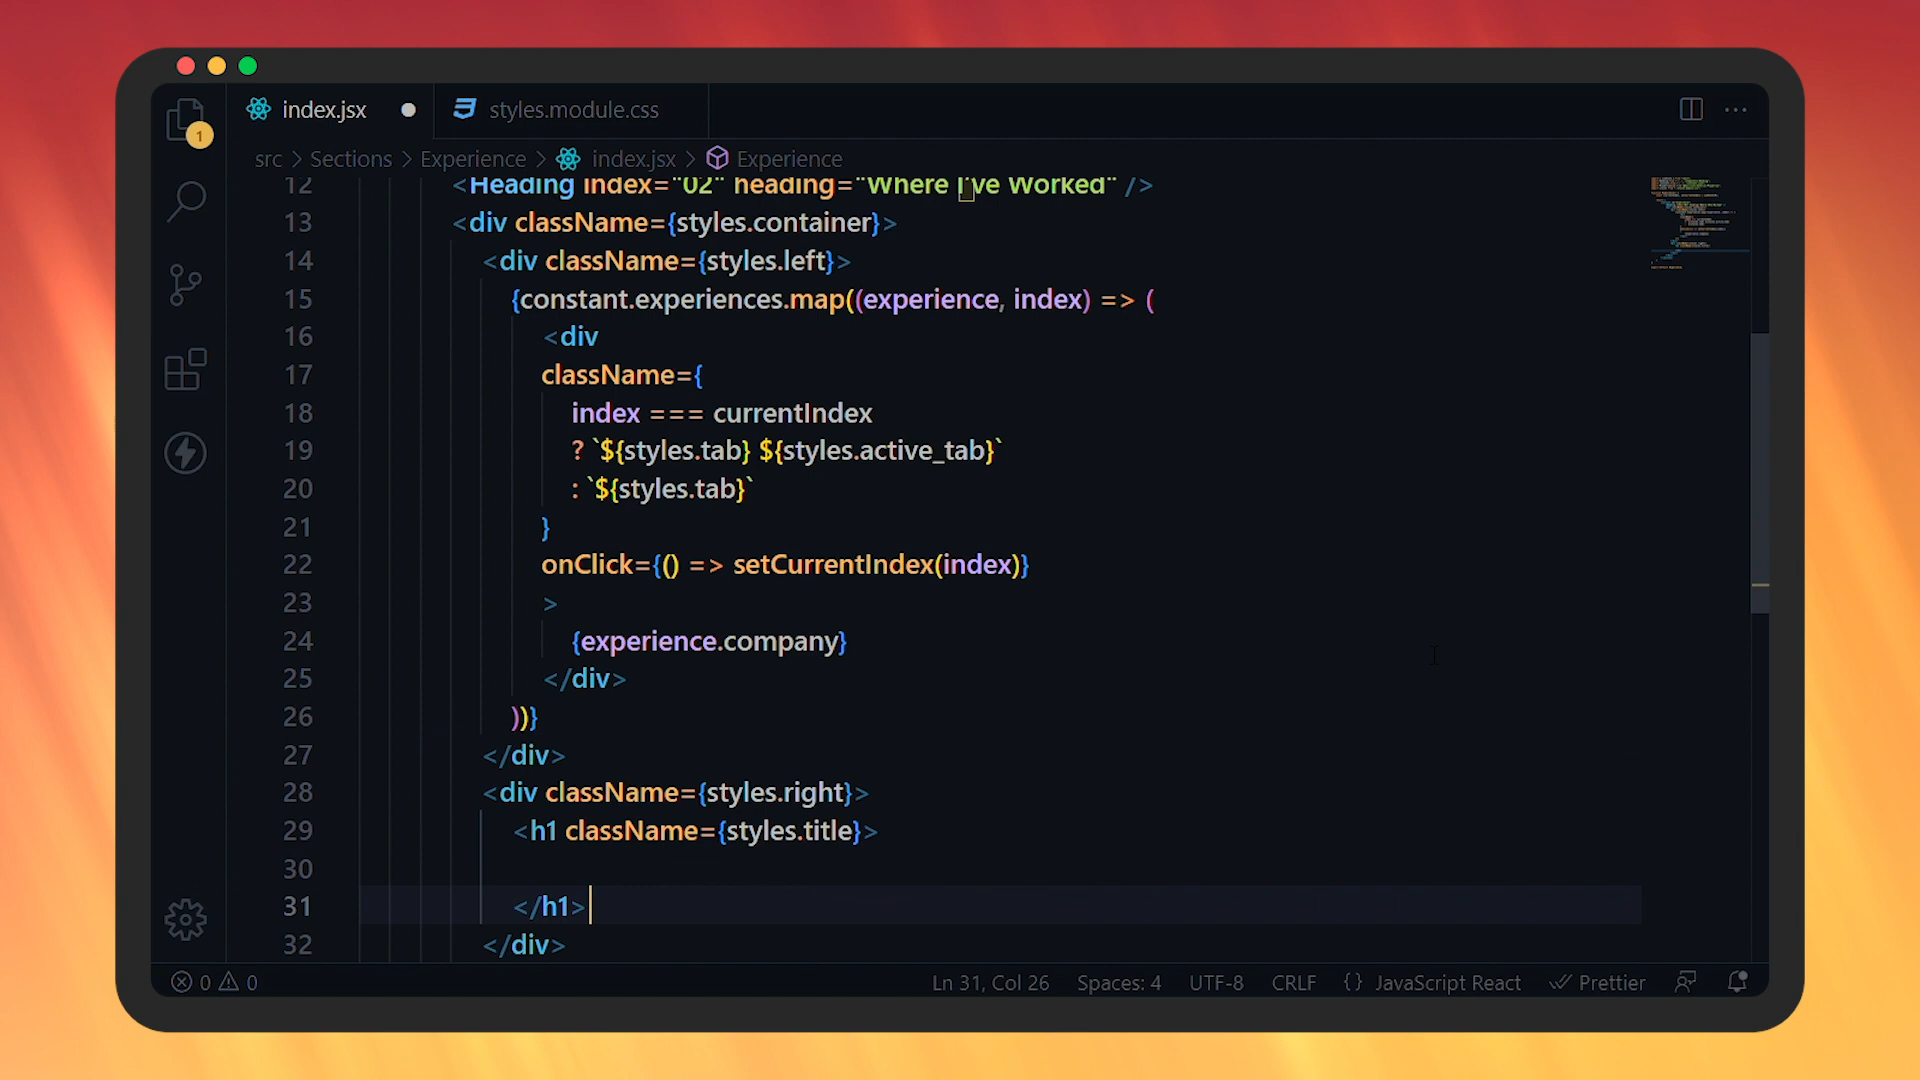 index.jsx
styles.module.css
1
src > Sections > Experience > index.jsx > Experience
12 <Heading index="02" heading="Where I've Worked" />
13 <div className={styles.container}>
14 <div className={styles.left}>
15 {constant.experiences.map((experience, index) => (
16 <div
17 className={
18 index === currentIndex
19 ? `${styles.tab} ${styles.active_tab}`
20 : `${styles.tab}`
21 }
22 onClick={() => setCurrentIndex(index)}
23 >
24 {experience.company}
25 </div>
26 ))}
27 </div>
28 <div className={styles.right}>
29 <h1 className={styles.title}>
30
31 </h1>
32 </div>
0 0 Ln 31, Col 26 Spaces: 4 UTF-8 CRLF {} JavaScript React Prettier